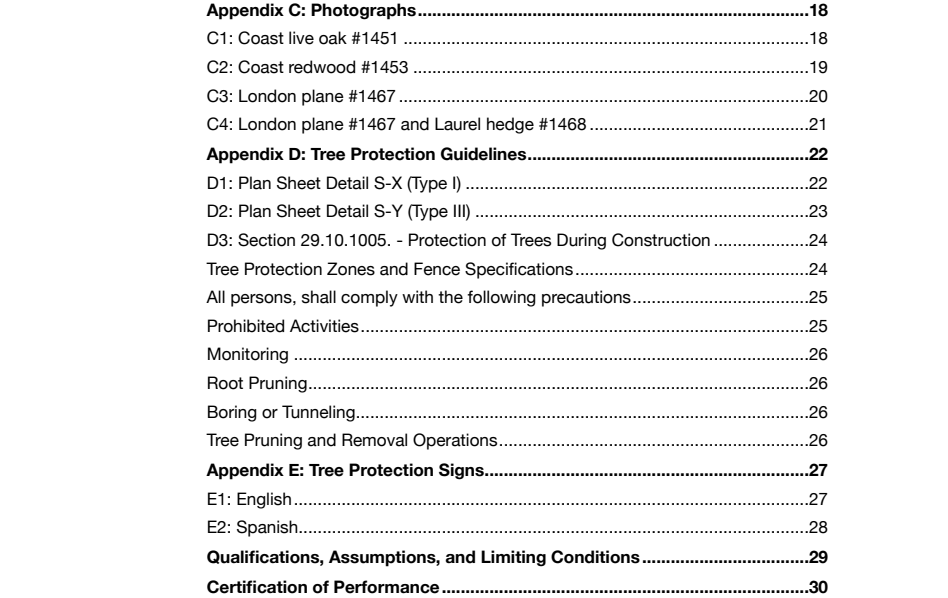 Appendix C: Photographs....................................................................................18
C1: Coast live oak #1451 ....................................................................................18
C2: Coast redwood #1453 ..................................................................................19
C3: London plane #1467 .....................................................................................20
C4: London plane #1467 and Laurel hedge #1468 ...............................................21
Appendix D: Tree Protection Guidelines............................................................22
D1: Plan Sheet Detail S-X (Type I) .......................................................................22
D2: Plan Sheet Detail S-Y (Type III) .....................................................................23
D3: Section 29.10.1005. - Protection of Trees During Construction ....................24
Tree Protection Zones and Fence Specifications..................................................24
All persons, shall comply with the following precautions.....................................25
Prohibited Activities...............................................................................................25
Monitoring ............................................................................................................26
Root Pruning.........................................................................................................26
Boring or Tunneling...............................................................................................26
Tree Pruning and Removal Operations.................................................................26
Appendix E: Tree Protection Signs.....................................................................27
E1: English............................................................................................................27
E2: Spanish...........................................................................................................28
Qualifications, Assumptions, and Limiting Conditions....................................29
Certification of Performance..............................................................................30